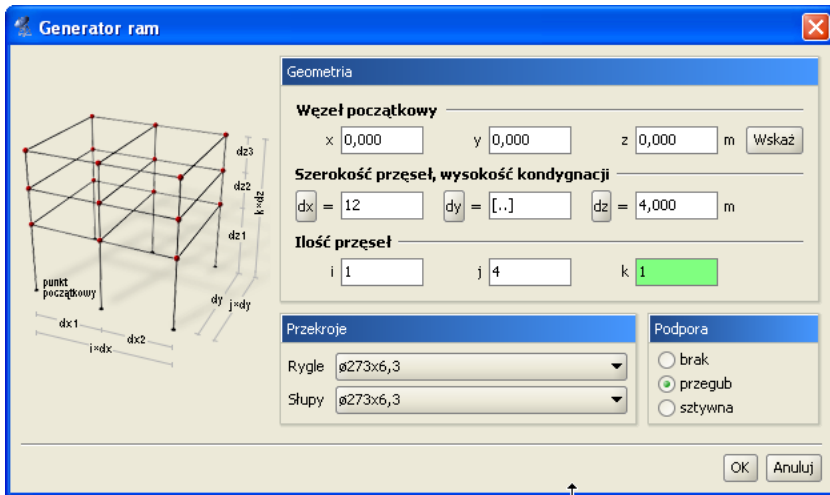 Generator ram
dz3
dz2
k×dz
dz1
punkt
początkowy
dy
j×dy
dx1
dx2
i×dx
Geometria
Węzeł początkowy
x 0,000 y 0,000 z 0,000 m Wskaż
Szerokość przęseł, wysokość kondygnacji
dx = 12 dy = [..] dz = 4,000 m
Ilość przęseł
i 1 j 4 k 1
Przekroje
Rygle ø273x6,3
Słupy ø273x6,3
Podpora
brak
przegub
sztywna
OK Anuluj